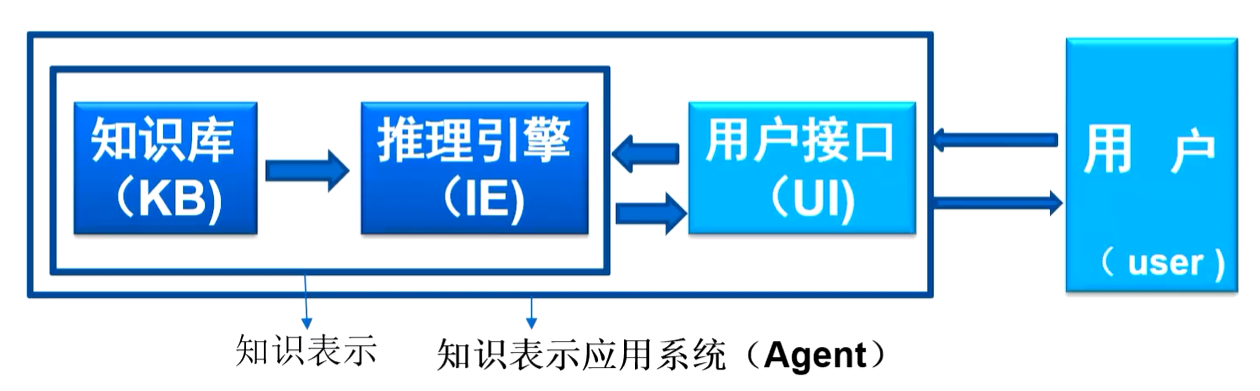 知识库
（KB)
推理引擎
（IE)
用户接口
（UI)
用 户
（ user )
知识表示
知识表示应用系统（Agent）